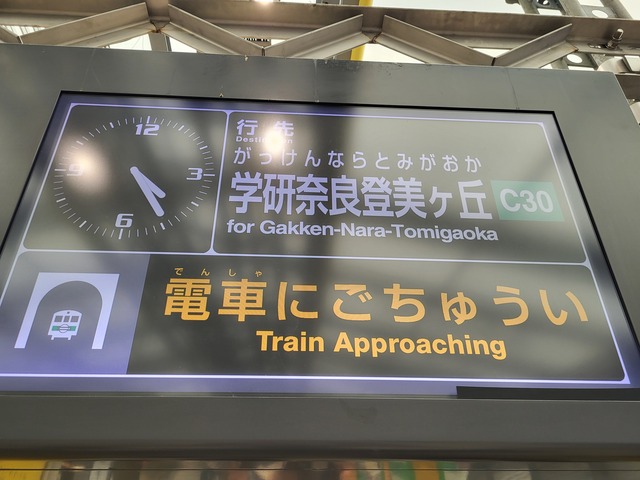 12
3
6
9
行先
Destination
がっけんならとみがおか
学研奈良登美ヶ丘 C30
for Gakken-Nara-Tomigaoka
でんしゃ
電車にごちゅうい
Train Approaching